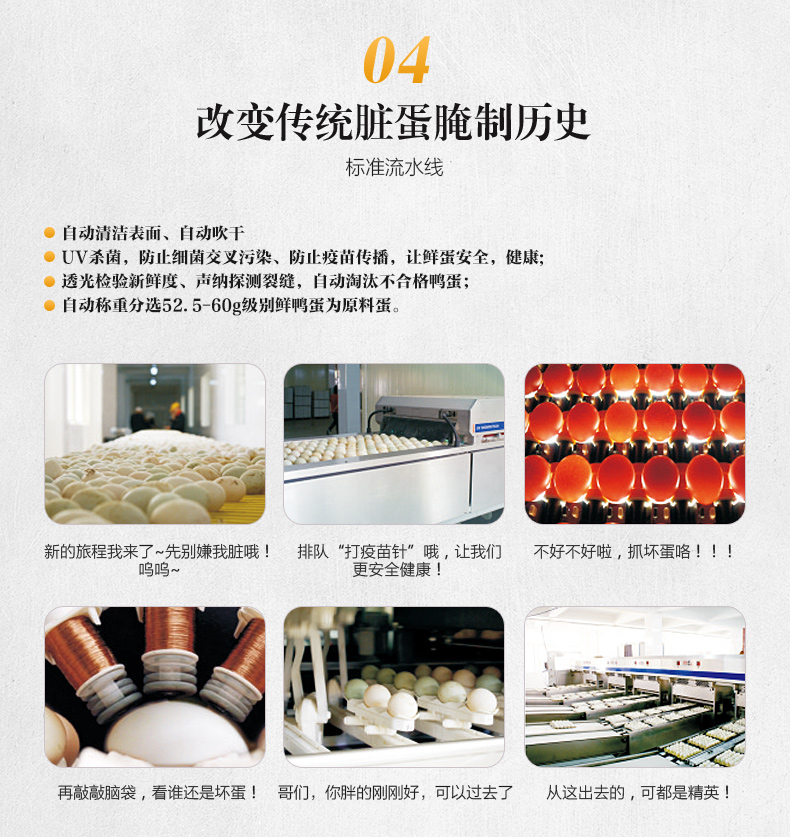 04
改变传统脏蛋腌制历史
标准流水线
自动清洁表面、自动吹干
UV杀菌，防止细菌交叉污染、防止疫苗传播，让鲜蛋安全，健康;
透光检验新鲜度、声纳探测裂缝，自动淘汰不合格鸭蛋;
自动称重分选52.5-60g级别鲜鸭蛋为原料蛋。
新的旅程我来了~先别嫌我脏哦！
呜呜~
排队“打疫苗针”哦，让我们
更安全健康！
不好不好啦，抓坏蛋咯！！！
再敲敲脑袋，看谁还是坏蛋！
哥们，你胖的刚刚好，可以过去了
从这出去的，可都是精英！